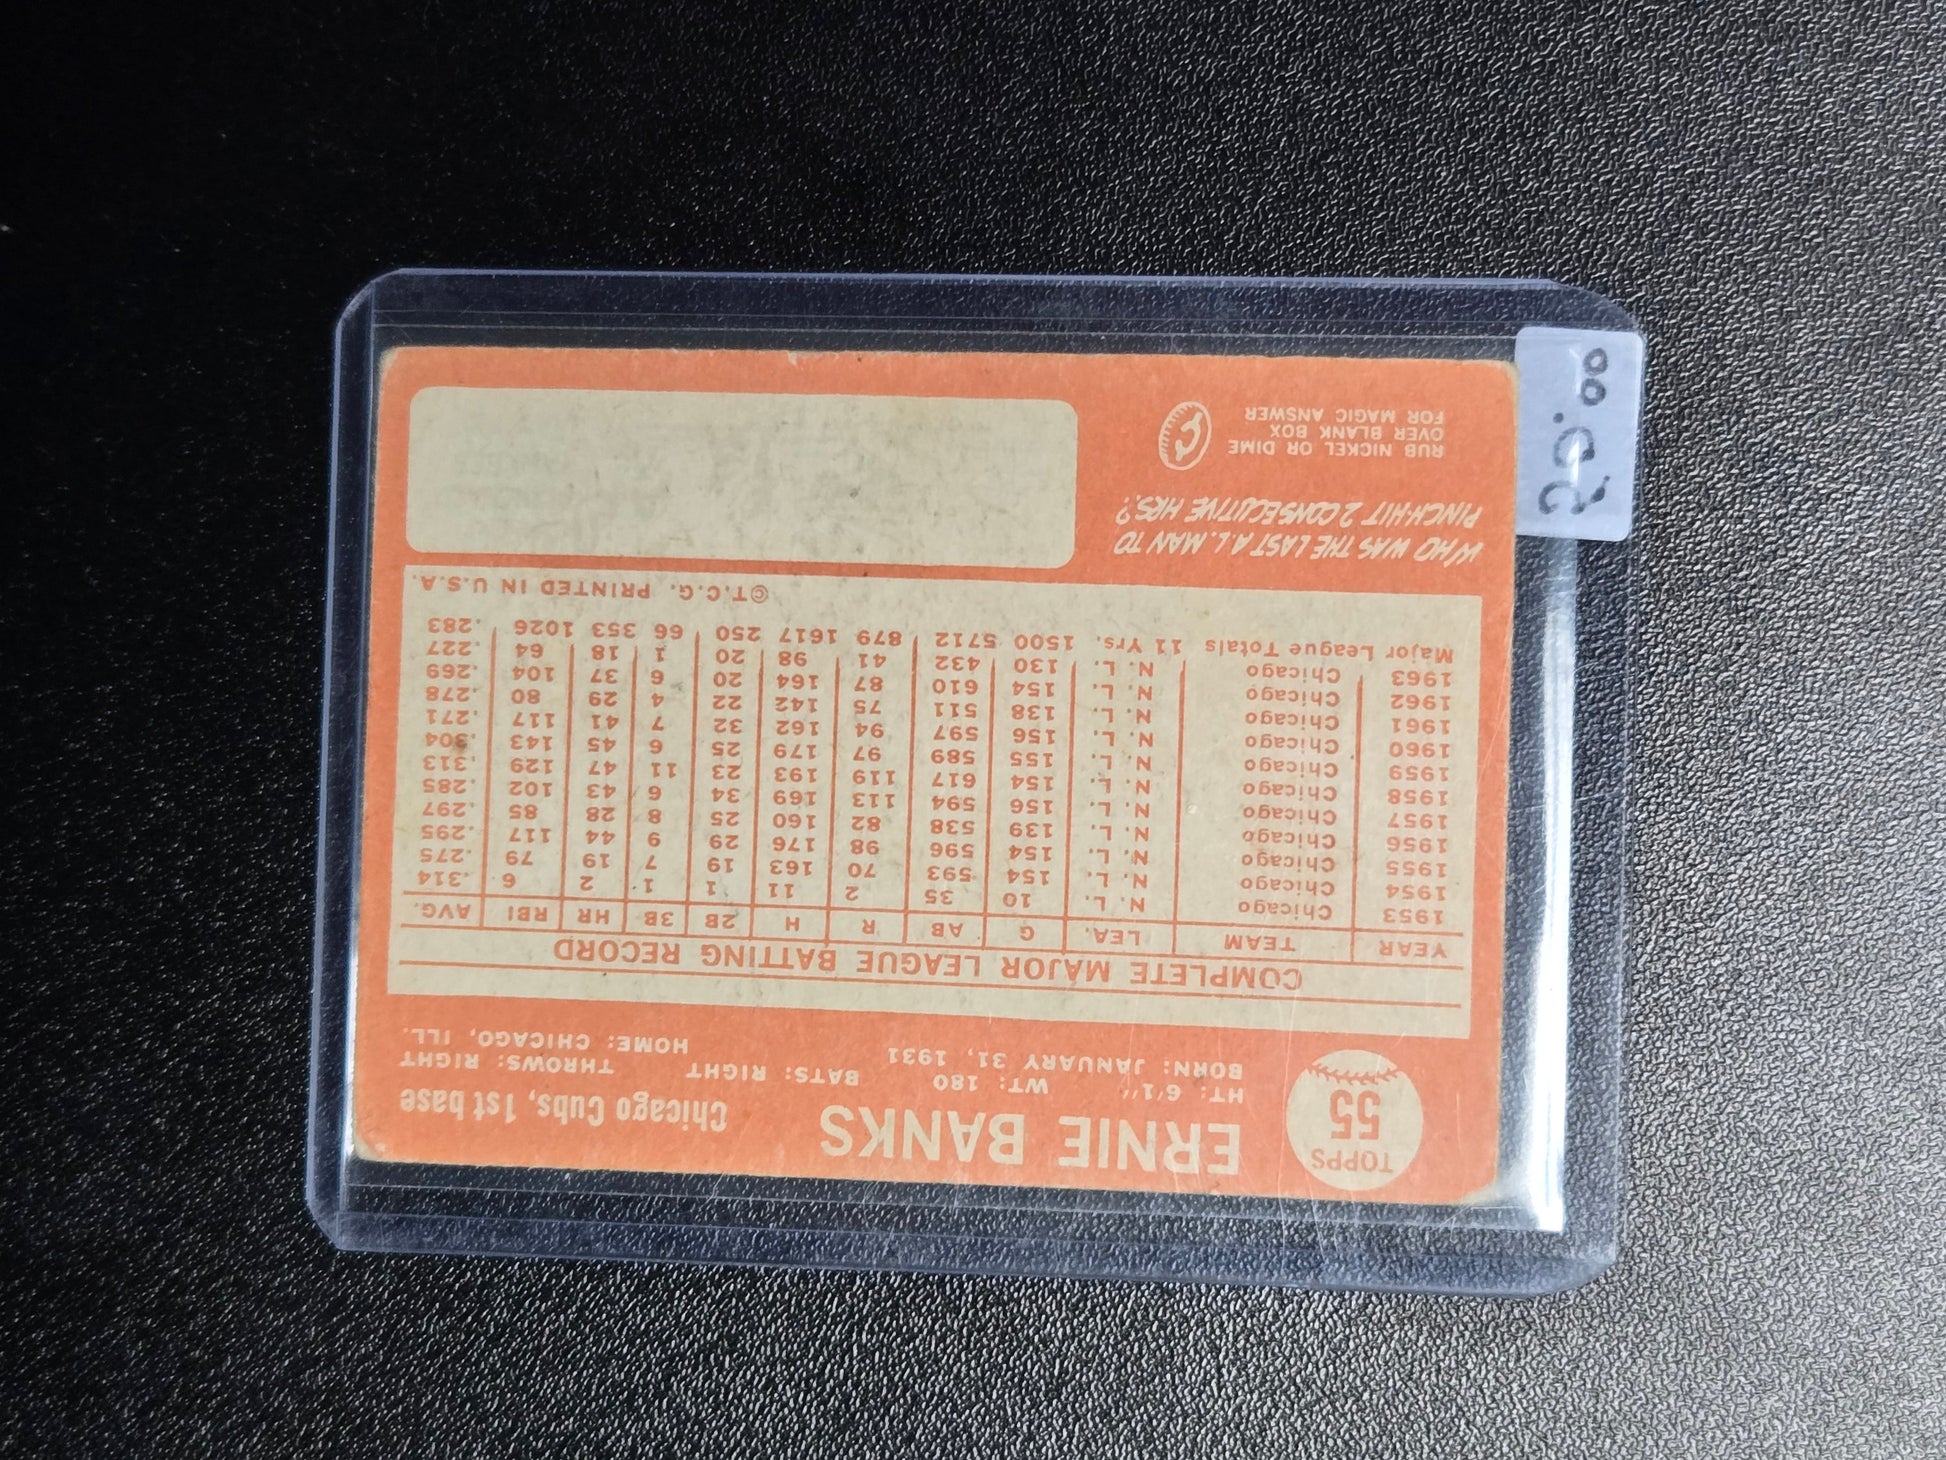 TOPPS
55
ERNIE BANKS
Chicago Cubs, 1st base
HT: 6'1" WT: 180 BATS: RIGHT THROWS: RIGHT
BORN: JANUARY 31, 1931 HOME: CHICAGO, ILL.
COMPLETE MAJOR LEAGUE BATTING RECORD
YEAR TEAM LEA. G AB R H 2B 3B HR RBI AVG.
1953 Chicago N. L. 10 35 2 11 1 1 2 6 .314
1954 Chicago N. L. 154 593 70 163 19 7 19 79 .275
1955 Chicago N. L. 154 596 98 176 29 9 44 117 .295
1956 Chicago N. L. 139 538 82 160 25 8 28 85 .297
1957 Chicago N. L. 156 594 113 169 34 6 43 102 .285
1958 Chicago N. L. 154 617 119 193 23 11 47 129 .313
1959 Chicago N. L. 155 589 97 179 25 6 45 143 .304
1960 Chicago N. L. 156 597 94 162 32 7 41 117 .271
1961 Chicago N. L. 138 511 75 142 22 4 29 80 .278
1962 Chicago N. L. 154 610 87 164 20 6 37 104 .269
1963 Chicago N. L. 130 432 41 98 20 1 18 64 .227
Major League Totals 11 Yrs. 1500 5712 879 1617 250 66 353 1026 .283
©T.C.G. PRINTED IN U.S.A.
WHO WAS THE LAST A.L. MAN TO
PINCH-HIT 2 CONSECUTIVE HRS.?
RUB NICKEL OR DIME
OVER BLANK BOX
FOR MAGIC ANSWER
20.00